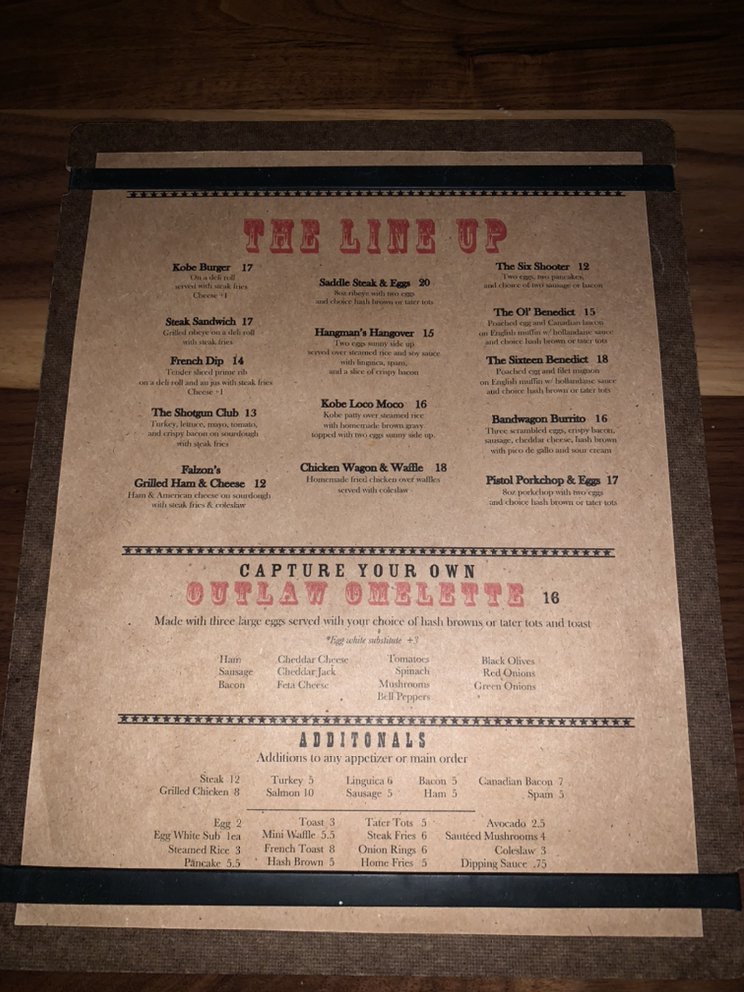 THE LINE UP
Kobe Burger 17
On a deli roll
served with steak fries
Cheese +1
Steak Sandwich 17
Grilled ribeye on a deli roll
with steak fries
French Dip 14
Tender sliced prime rib
on a deli roll and au jus with steak fries
Cheese +1
The Shotgun Club 13
Turkey, lettuce, mayo, tomato,
and crispy bacon on sourdough
with steak fries
Falzon's
Grilled Ham & Cheese 12
Ham & American cheese on sourdough
with steak fries & coleslaw
Saddle Steak & Eggs 20
8oz ribeye with two eggs
and choice hash brown or tater tots
Hangman's Hangover 15
Two eggs sunny side up
served over steamed rice and soy sauce
with linguica, spam,
and a slice of crispy bacon
Kobe Loco Moco 16
Kobe patty over steamed rice
with homemade brown gravy
topped with two eggs sunny side up
Chicken Wagon & Waffle 18
Homemade fried chicken over waffles
served with coleslaw
The Six Shooter 12
Two eggs, two pancakes,
and choice of two sausage or bacon
The Ol' Benedict 15
Poached egg and Canadian bacon
on English muffin w/ hollandaise sauce
and choice hash brown or tater tots
The Sixteen Benedict 18
Poached egg and filet mignon
on English muffin w/ hollandaise sauce
and choice hash brown or tater tots
Bandwagon Burrito 16
Three scrambled eggs, crispy bacon,
sausage, cheddar cheese, hash brown
with pico de gallo and sour cream
Pistol Porkchop & Eggs 17
8oz porkchop with two eggs
and choice hash brown or tater tots
CAPTURE YOUR OWN
OUTLAW OMELETTE 16
Made with three large eggs served with your choice of hash browns or tater tots and toast
*Egg white substitute +3
Ham Cheddar Cheese Tomatoes Black Olives
Sausage Cheddar Jack Spinach Red Onions
Bacon Feta Cheese Mushrooms Green Onions
Bell Peppers
ADDITONALS
Additions to any appetizer or main order
Steak 12 Turkey 5 Linguica 6 Bacon 5 Canadian Bacon 7
Grilled Chicken 8 Salmon 10 Sausage 5 Ham 5 Spam 5
Egg 2 Toast 3 Tater Tots 5 Avocado 2.5
Egg White Sub 1ea Mini Waffle 5.5 Steak Fries 6 Sautéed Mushrooms 4
Steamed Rice 3 French Toast 8 Onion Rings 6 Coleslaw 3
Pancake 5.5 Hash Brown 5 Home Fries 5 Dipping Sauce .75